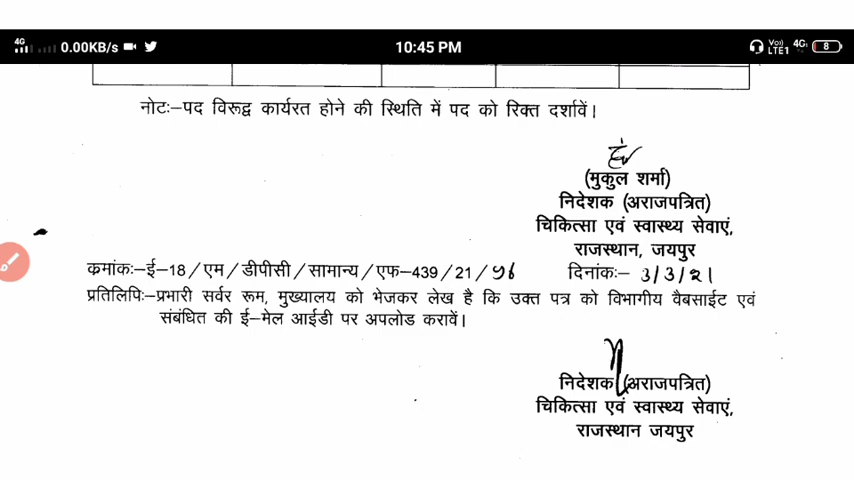 4G 0.00KB/s 10:45 PM Vo) LTE1 4G 8
नोटः–पद विरूद्व कार्यरत होने की स्थिति में पद को रिक्त दर्शावें।
(मुकुल शर्मा)
निदेशक (अराजपत्रित)
चिकित्सा एवं स्वास्थ्य सेवाएं,
राजस्थान, जयपुर
क्रमांकः–ई–18/एम/डीपीसी/सामान्य/एफ–439/21/ दिनांकः– 3/3/21
प्रतिलिपिः–प्रभारी सर्वर रूम, मुख्यालय को भेजकर लेख है कि उक्त पत्र को विभागीय वैबसाईट एवं
संबंधित की ई–मेल आईडी पर अपलोड करावें।
निदेशक (अराजपत्रित)
चिकित्सा एवं स्वास्थ्य सेवाएं,
राजस्थान जयपुर